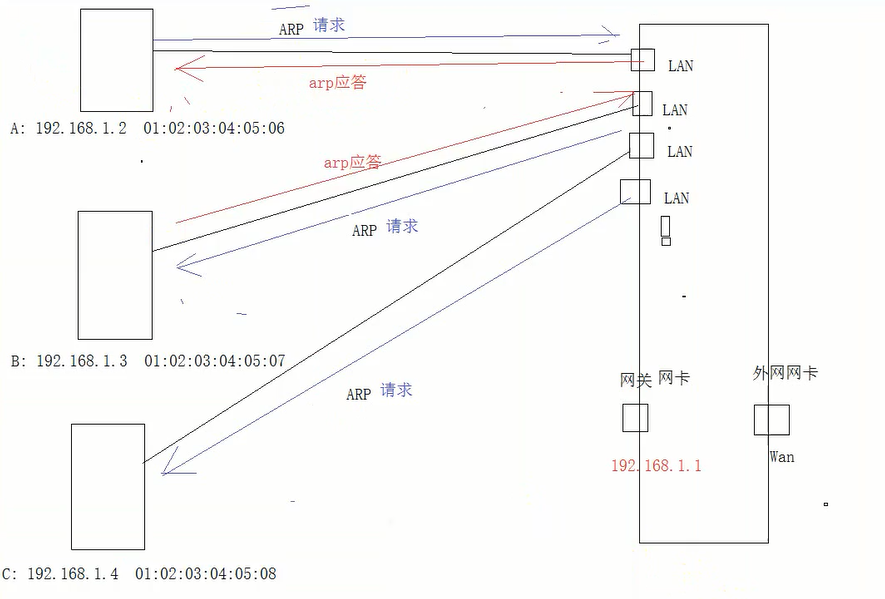 ARP 请求
LAN
arp应答
LAN
A: 192.168.1.2  01:02:03:04:05:06
LAN
arp应答
LAN
ARP 请求
B: 192.168.1.3  01:02:03:04:05:07
网关 网卡
外网网卡
ARP 请求
Wan
192.168.1.1
C: 192.168.1.4  01:02:03:04:05:08